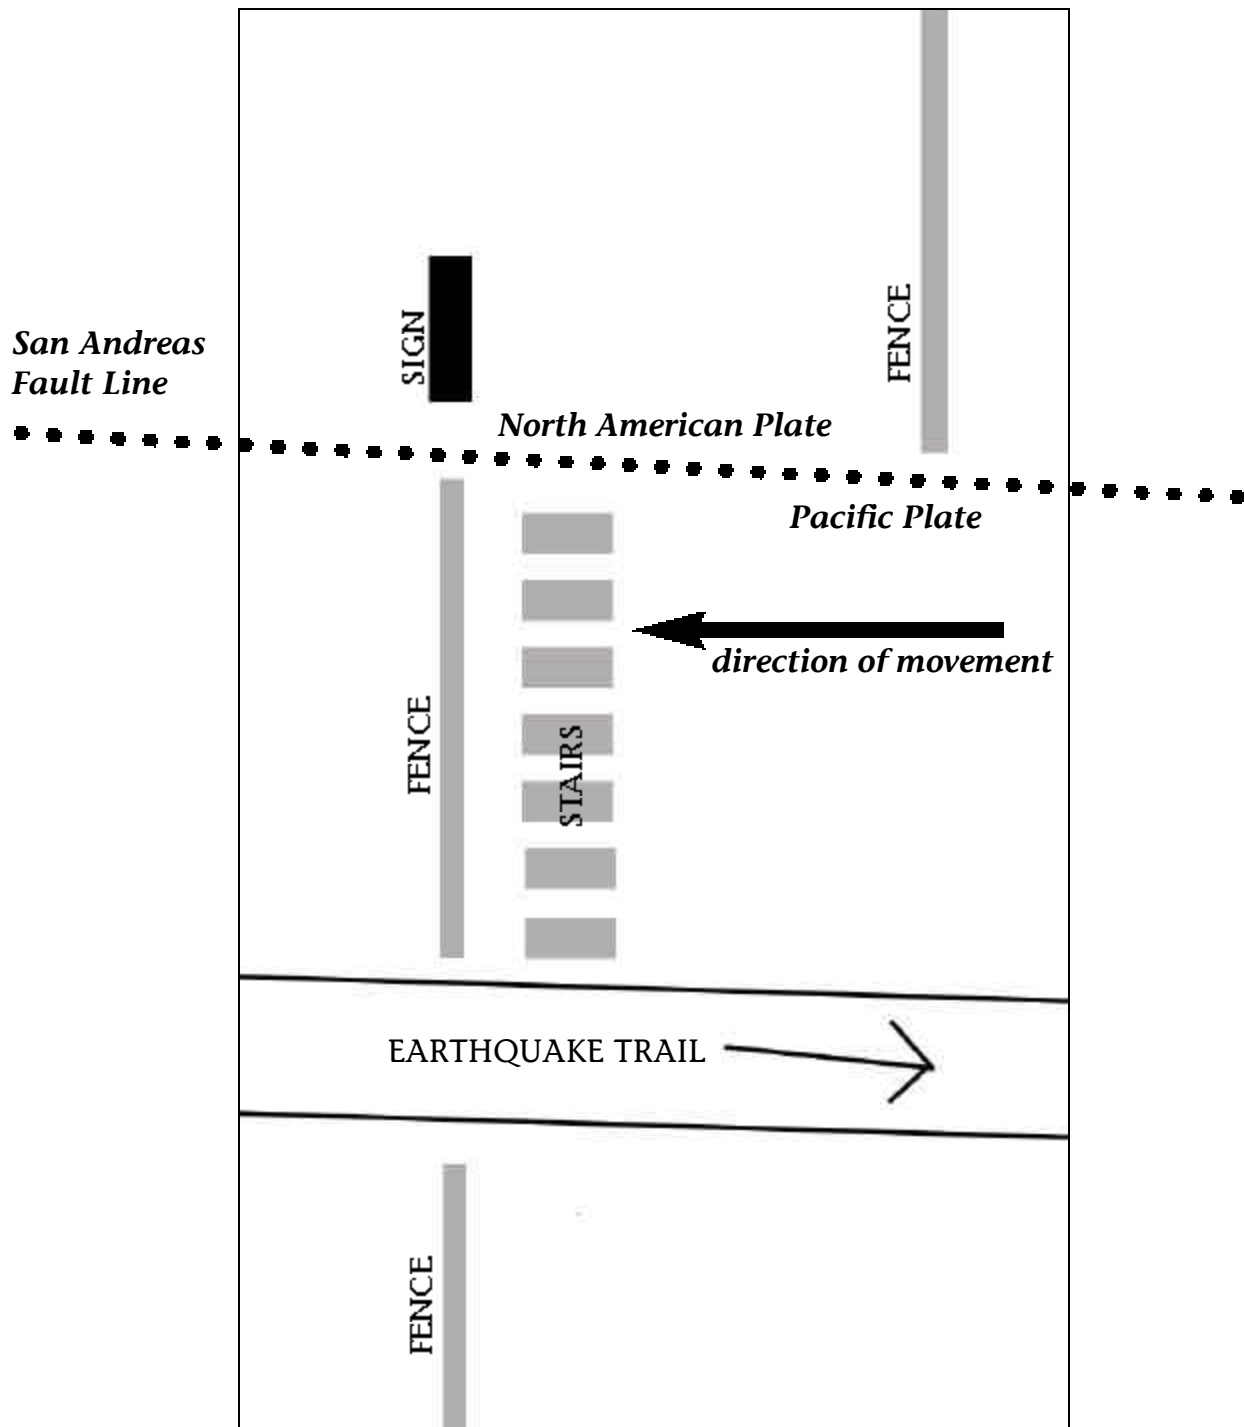 SIGN
FENCE
San Andreas
Fault Line
North American Plate
Pacific Plate
direction of movement
FENCE
STAIRS
EARTHQUAKE TRAIL
FENCE